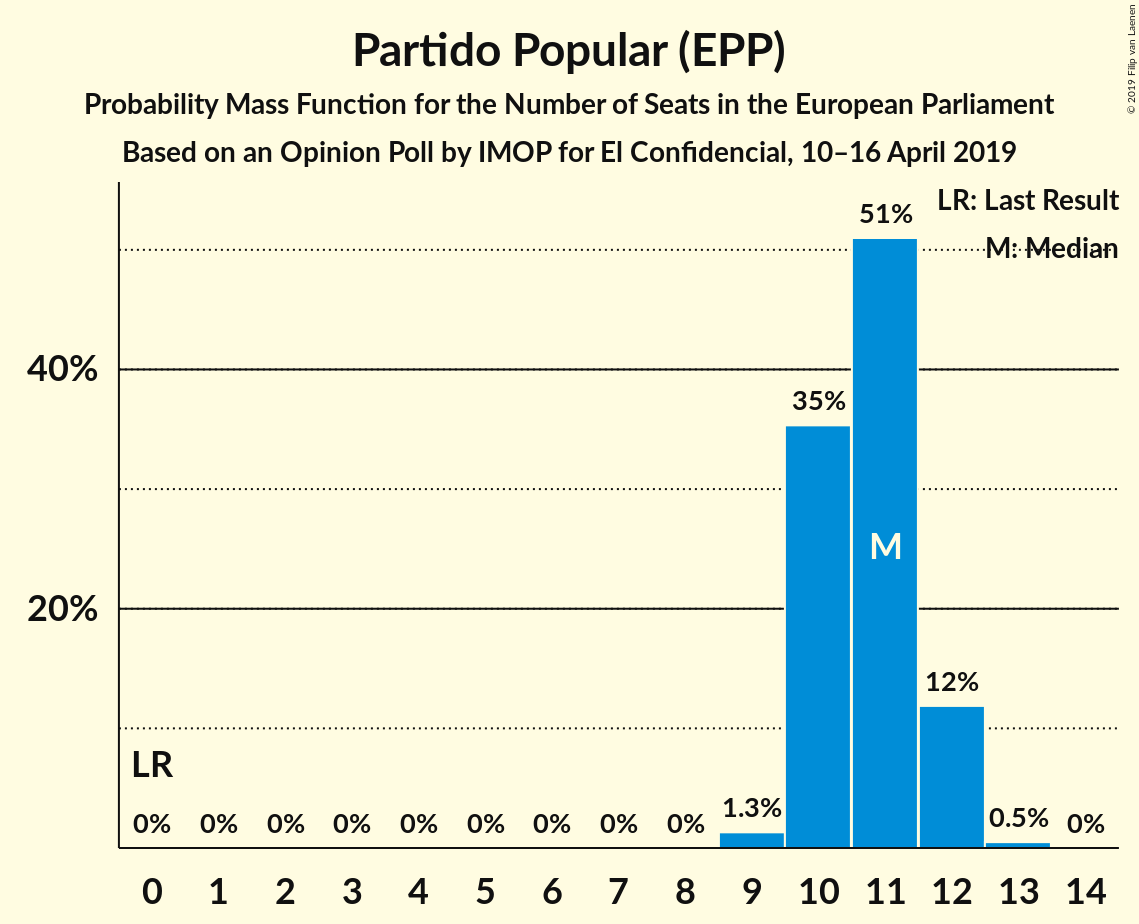 Partido Popular (EPP)
Probability Mass Function for the Number of Seats in the European Parliament
Based on an Opinion Poll by IMOP for El Confidencial, 10–16 April 2019
© 2019 Filip van Laenen
LR: Last Result
M: Median
51%
40%
35%
M
20%
12%
LR
0% 0% 0% 0% 0% 0% 0% 0% 0% 1.3% 0.5% 0%
0 1 2 3 4 5 6 7 8 9 10 11 12 13 14